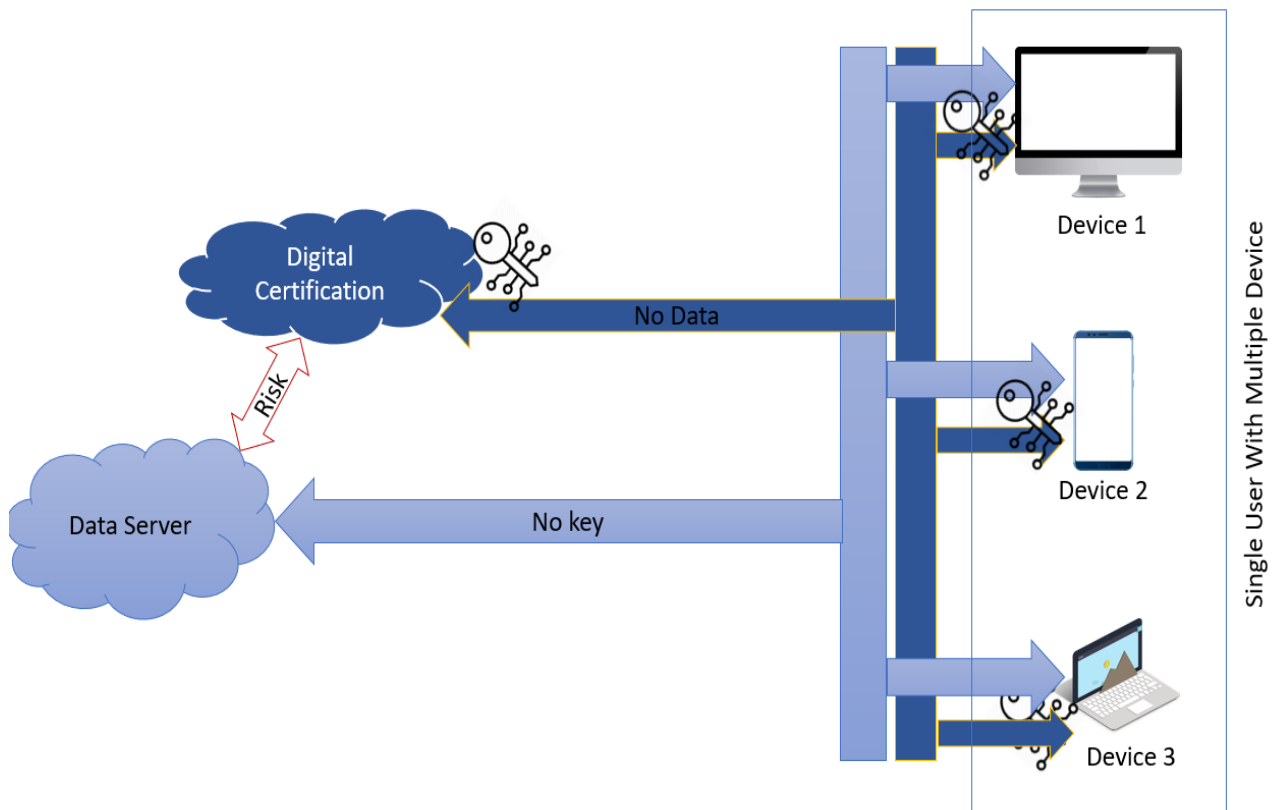 Device 1
Digital
Certification
No Data
Risk
Device 2
Data Server
No key
Device 3
Single User With Multiple Device